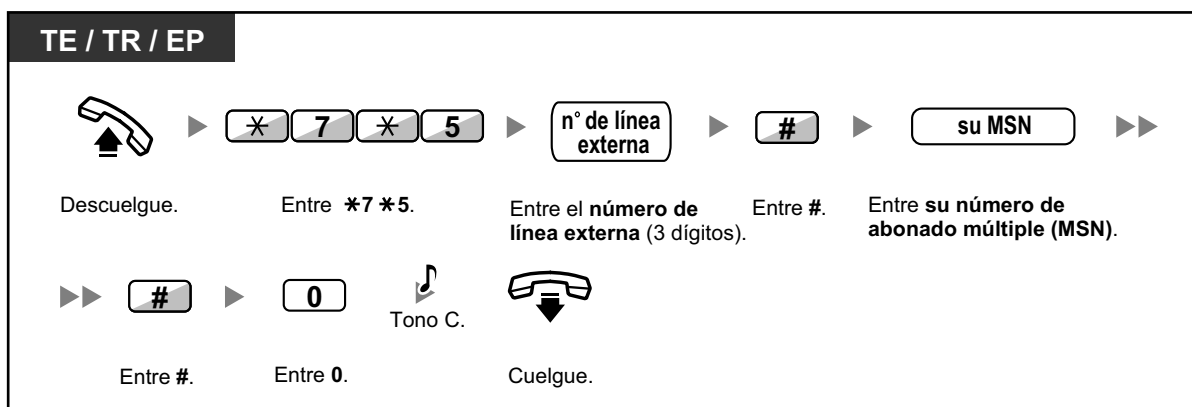 TE / TR / EP
✳ 7 ✳ 5
n° de línea
externa
#
su MSN
Descuelgue.
Entre ✳7 ✳5.
Entre el número de
línea externa (3 dígitos).
Entre #.
Entre su número de
abonado múltiple (MSN).
#
0
Tono C.
Entre #.
Entre 0.
Cuelgue.